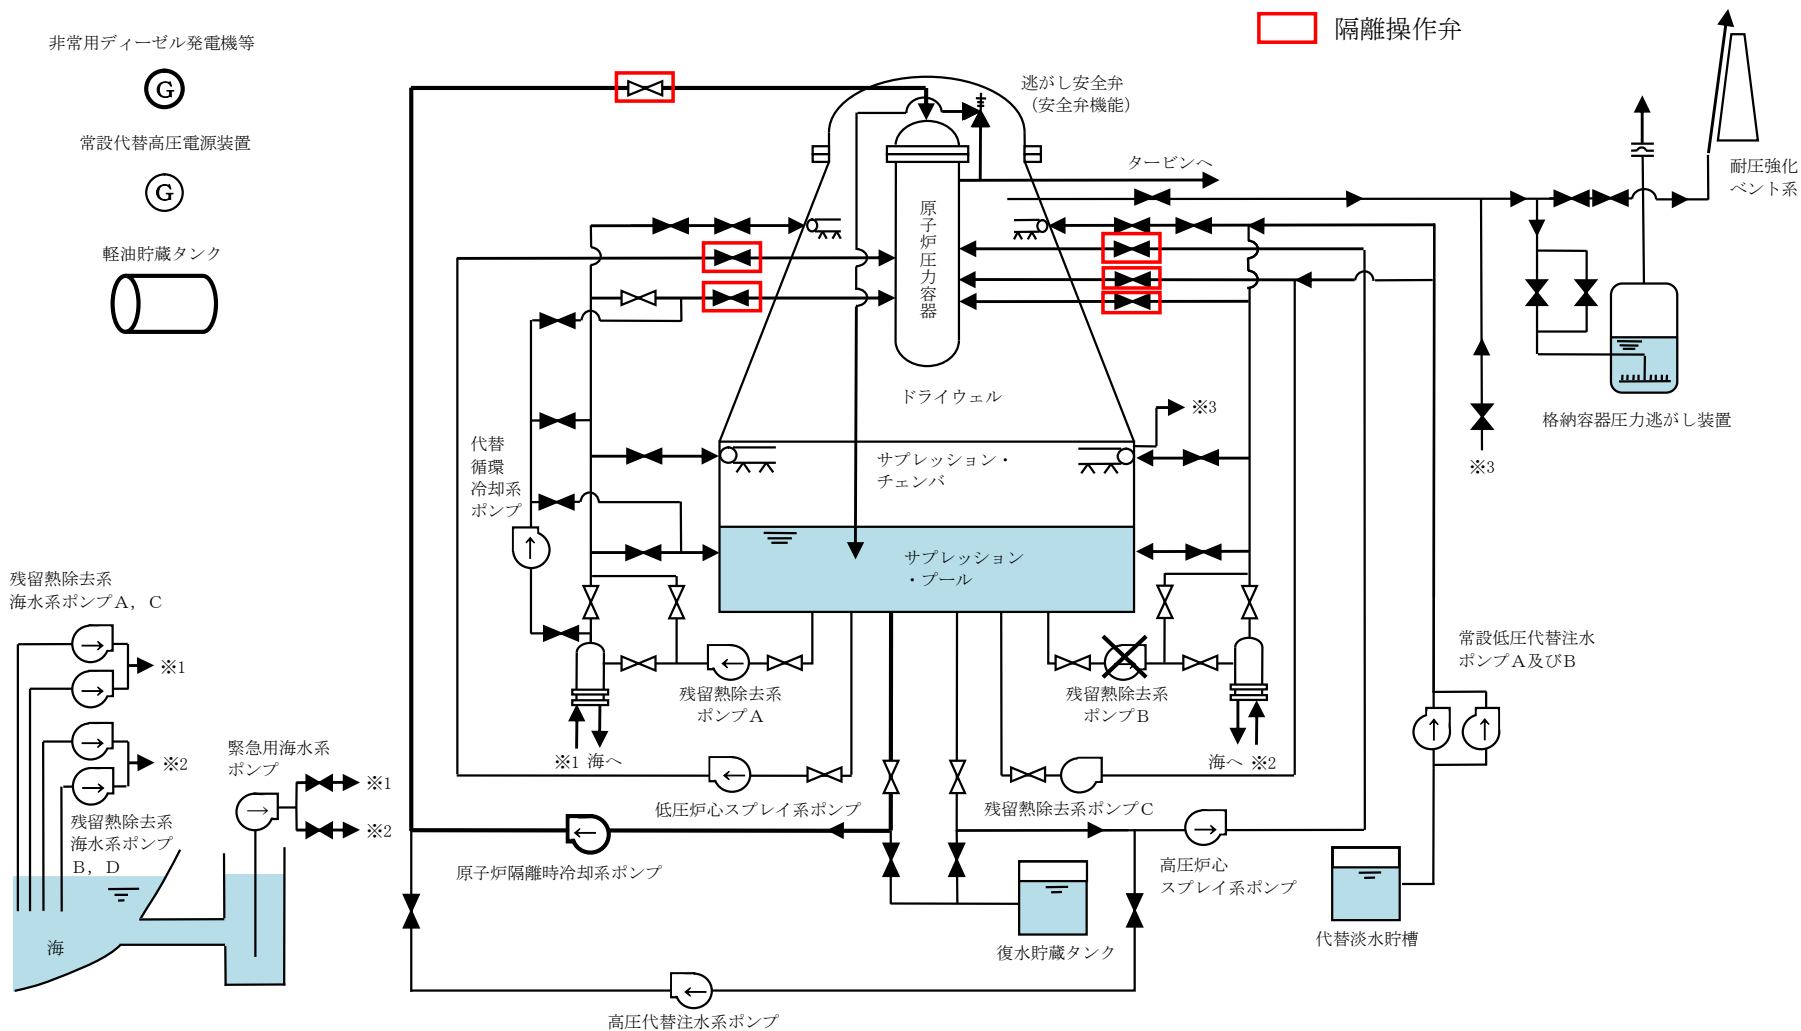 隔離操作弁
非常用ディーゼル発電機等
G
常設代替高圧電源装置
G
軽油貯蔵タンク
逃がし安全弁
（安全弁機能）
タービンへ
耐圧強化
ベント系
原子炉圧力容器
ドライウェル
※3
格納容器圧力逃がし装置
※3
代替
循環
冷却系
ポンプ
サプレッション・
チェンバ
サプレッション
・プール
残留熱除去系
海水系ポンプA，C
※1
※2
残留熱除去系
海水系ポンプ
B，D
緊急用海水系
ポンプ
※1
※2
海
残留熱除去系
ポンプA
※1 海へ
残留熱除去系
ポンプB
海へ ※2
常設低圧代替注水
ポンプA及びB
低圧炉心スプレイ系ポンプ
残留熱除去系ポンプC
原子炉隔離時冷却系ポンプ
高圧炉心
スプレイ系ポンプ
復水貯蔵タンク
代替淡水貯槽
高圧代替注水系ポンプ